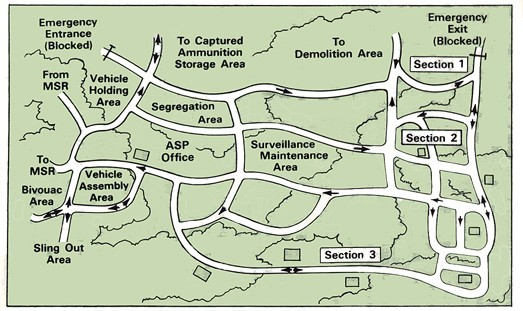 Emergency
Entrance
(Blocked)
To Captured
Ammunition
Storage Area
To
Demolition Area
Emergency
Exit
(Blocked)
Section 1
From
MSR
Vehicle
Holding
Area
Segregation
Area
Section 2
ASP
Office
Surveillance
Maintenance
Area
To
MSR
Bivouac
Area
Vehicle
Assembly
Area
Sling Out
Area
Section 3